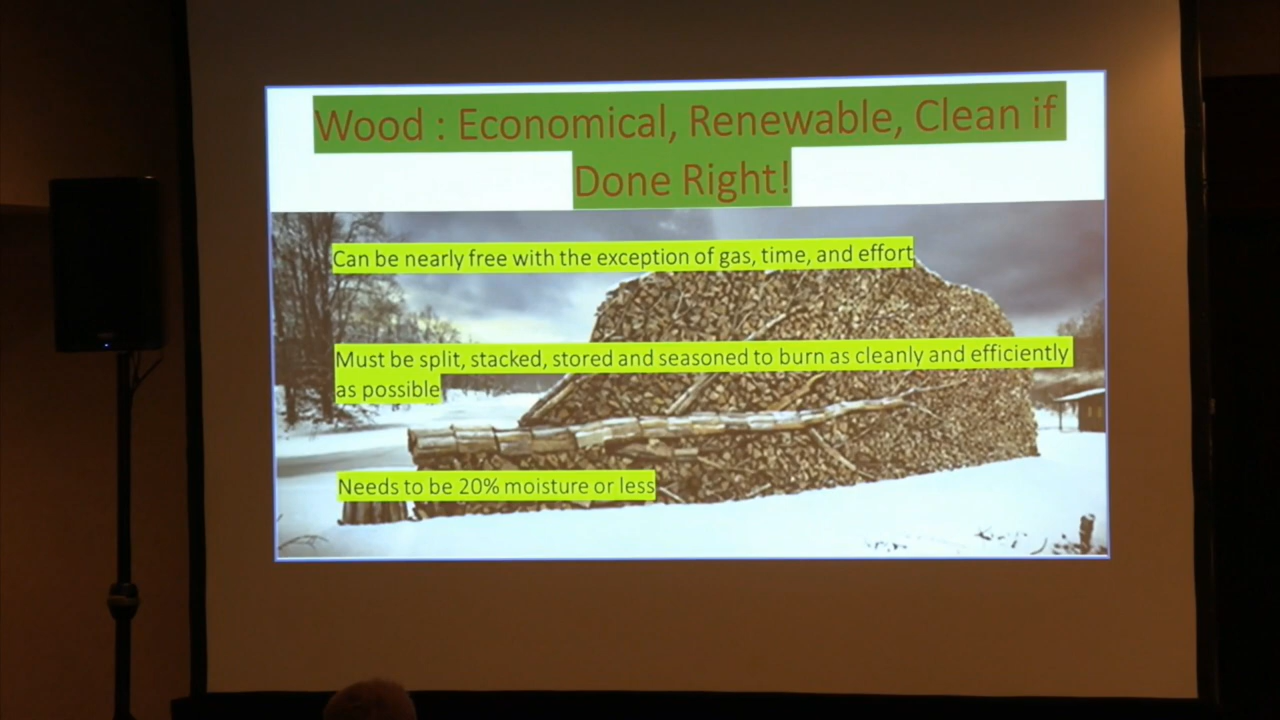 Wood : Economical, Renewable, Clean if
Done Right!
Can be nearly free with the exception of gas, time, and effort
Must be split, stacked, stored and seasoned to burn as cleanly and efficiently
as possible
Needs to be 20% moisture or less